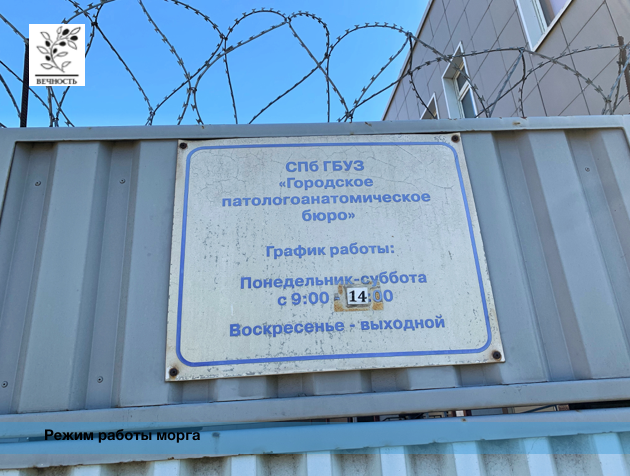 ВЕЧНОСТЬ
СПб ГБУЗ
«Городское
патологоанатомическое
бюро»
График работы:
Понедельник-суббота
с 9:00 - 14:00
Воскресенье - выходной
Режим работы морга